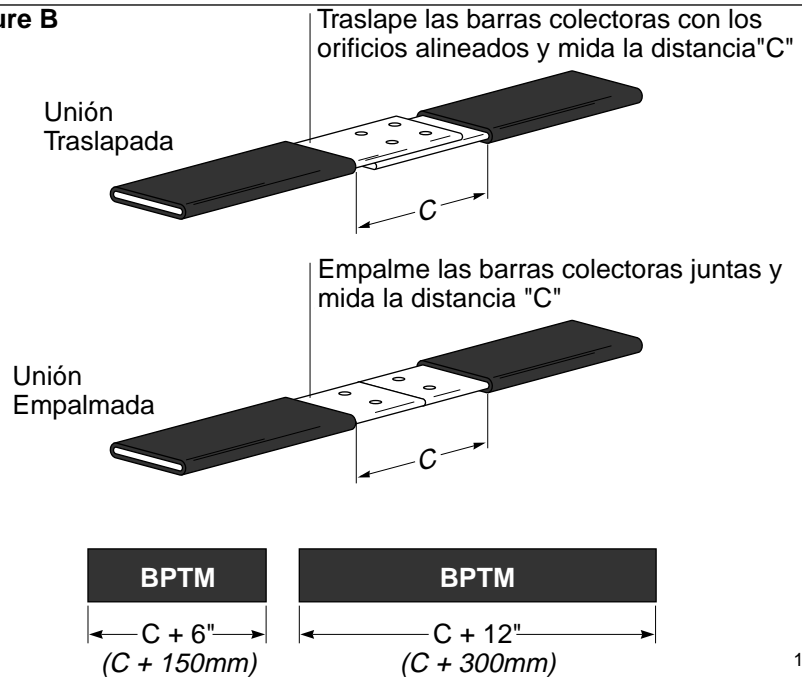 ure B
Traslape las barras colectoras con los
orificios alineados y mida la distancia"C"
Unión
Traslapada
C
Empalme las barras colectoras juntas y
mida la distancia "C"
Unión
Empalmada
C
BPTM
BPTM
C + 6"
C + 12"
(C + 150mm)
(C + 300mm)
1